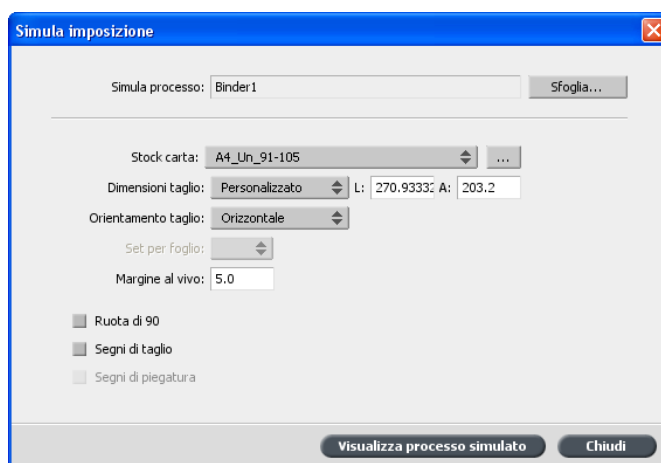 Simula imposizione
Simula processo: Binder1 Sfoglia...
Stock carta: A4_Un_91-105 ...
Dimensioni taglio: Personalizzato L: 270.93332 A: 203.2
Orientamento taglio: Orizzontale
Set per foglio:
Margine al vivo: 5.0
Ruota di 90
Segni di taglio
Segni di piegatura
Visualizza processo simulato Chiudi